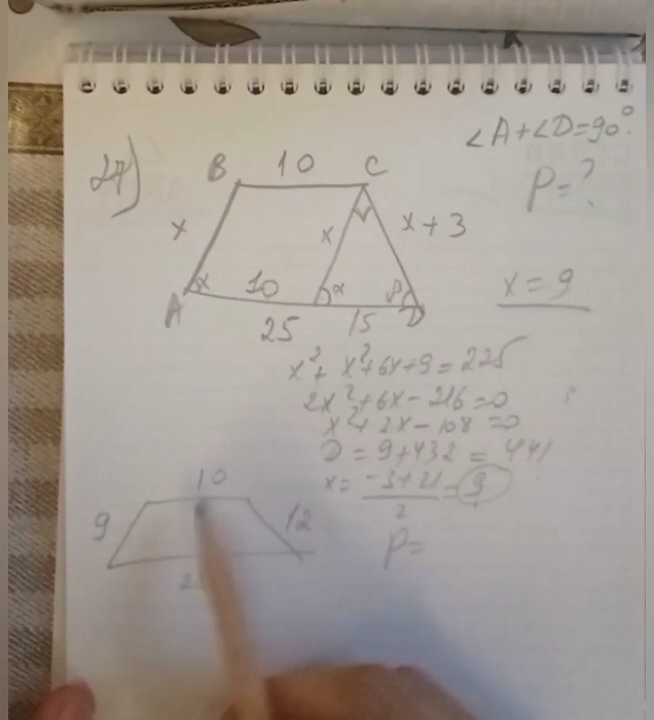 27)
∠A+∠D=90°
P=?
B 10 C
x x x+3
A α 10 α β D
25 15
x=9
x²+x²+6x+9=225
2x²+6x-216=0
x²+3x-108=0
D=9+432=441
x=(-3+21)/2=9
10
9 12
2
P=